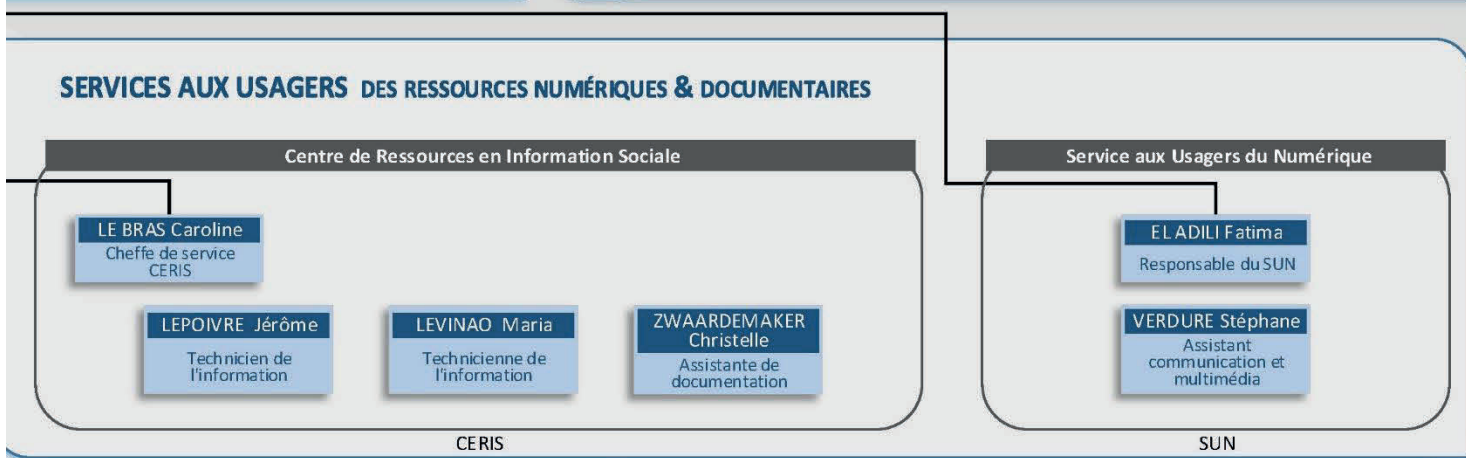 SERVICES AUX USAGERS DES RESSOURCES NUMÉRIQUES & DOCUMENTAIRES
Centre de Ressources en Information Sociale
LE BRAS Caroline
Cheffe de service
CERIS
LEPOIVRE Jérôme
Technicien de
l'information
LEVINAO Maria
Technicienne de
l'information
ZWAARDEMAKER
Christelle
Assistante de
documentation
CERIS
Service aux Usagers du Numérique
EL ADILI Fatima
Responsable du SUN
VERDURE Stéphane
Assistant
communication et
multimédia
SUN